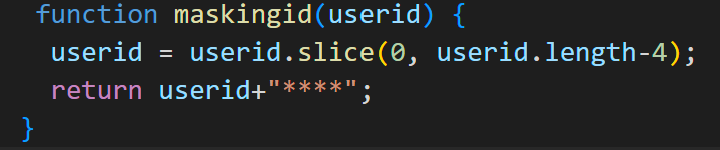 function maskingid(userid) {
userid = userid.slice(0, userid.length-4);
return userid+"****";
}